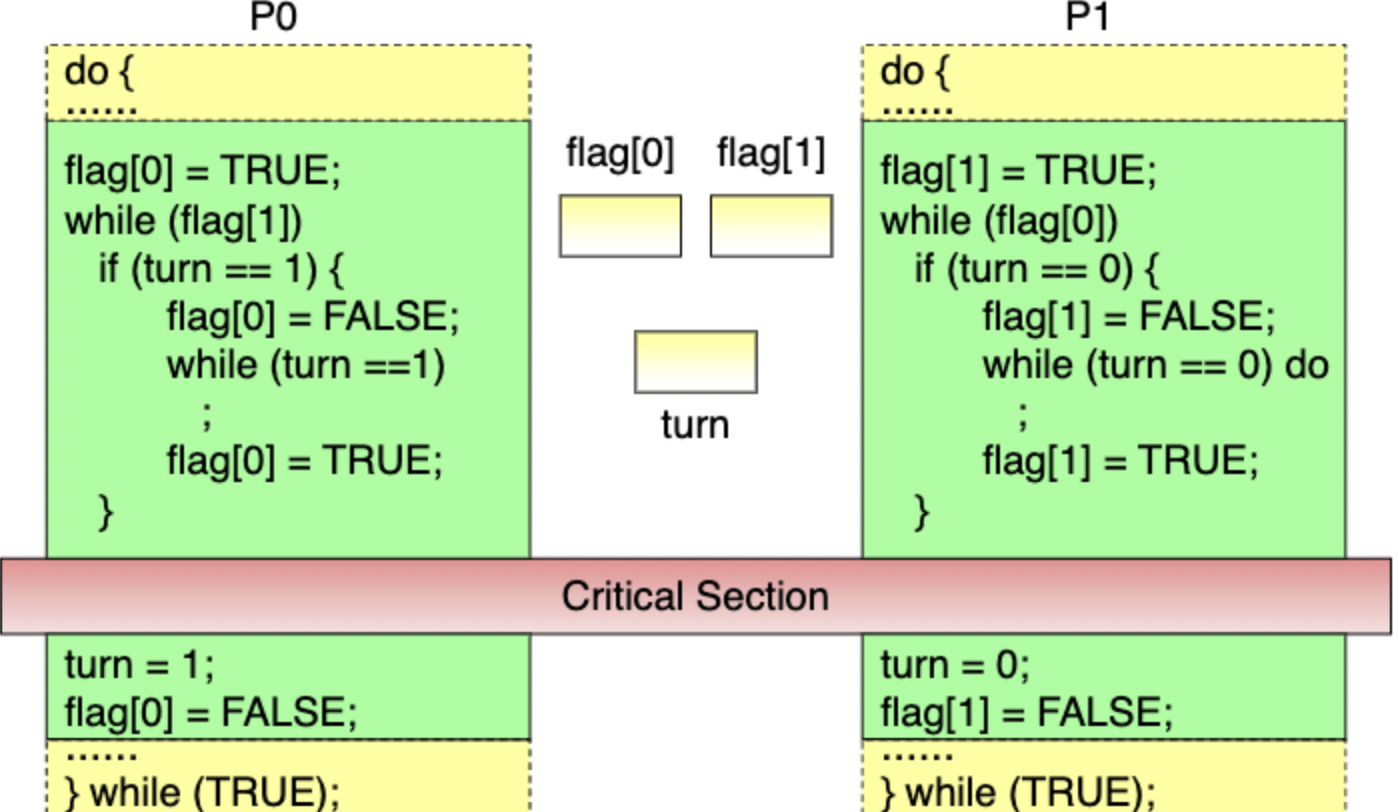 P0
do {
......
flag[0] = TRUE;
while (flag[1])
if (turn == 1) {
flag[0] = FALSE;
while (turn ==1)
;
flag[0] = TRUE;
}
flag[0] flag[1]
turn
P1
do {
......
flag[1] = TRUE;
while (flag[0])
if (turn == 0) {
flag[1] = FALSE;
while (turn == 0) do
;
flag[1] = TRUE;
}
Critical Section
turn = 1;
flag[0] = FALSE;
......
} while (TRUE);
turn = 0;
flag[1] = FALSE;
......
} while (TRUE);